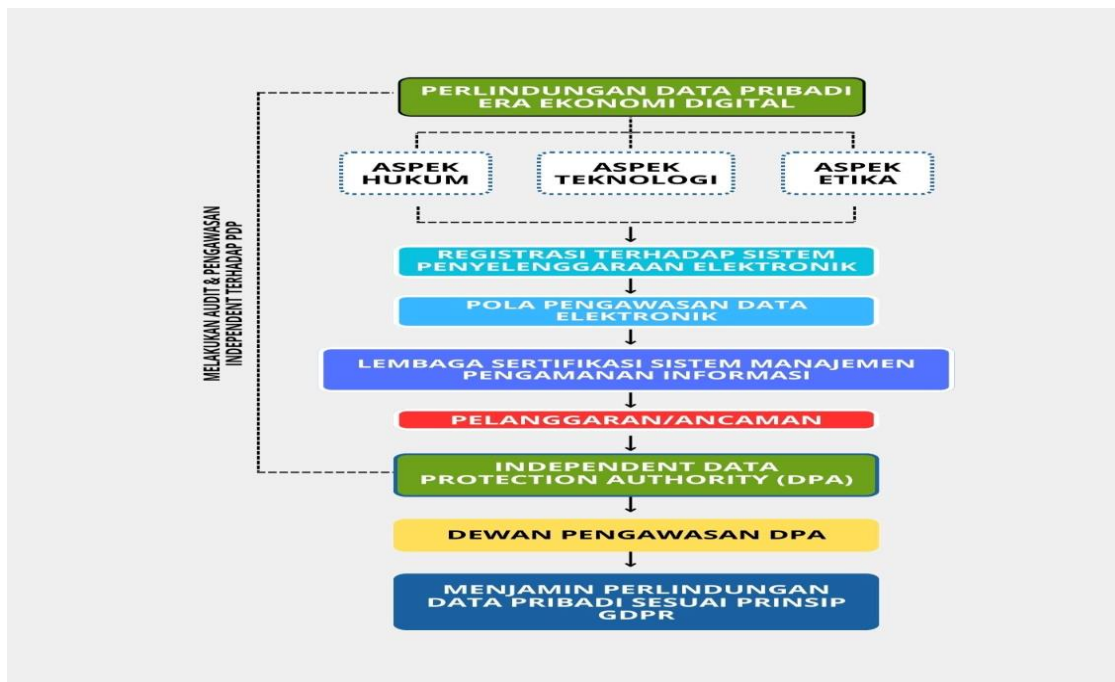 PERLINDUNGAN DATA PRIBADI
ERA EKONOMI DIGITAL
ASPEK
HUKUM
ASPEK
TEKNOLOGI
ASPEK
ETIKA
MELAKUKAN AUDIT & PENGAWASAN
INDEPENDENT TERHADAP PDP
REGISTRASI TERHADAP SISTEM
PENYELENGGARAAN ELEKTRONIK
POLA PENGAWASAN DATA
ELEKTRONIK
LEMBAGA SERTIFIKASI SISTEM MANAJEMEN
PENGAMANAN INFORMASI
PELANGGARAN/ANCAMAN
INDEPENDENT DATA
PROTECTION AUTHORITY (DPA)
DEWAN PENGAWASAN DPA
MENJAMIN PERLINDUNGAN
DATA PRIBADI SESUAI PRINSIP
GDPR